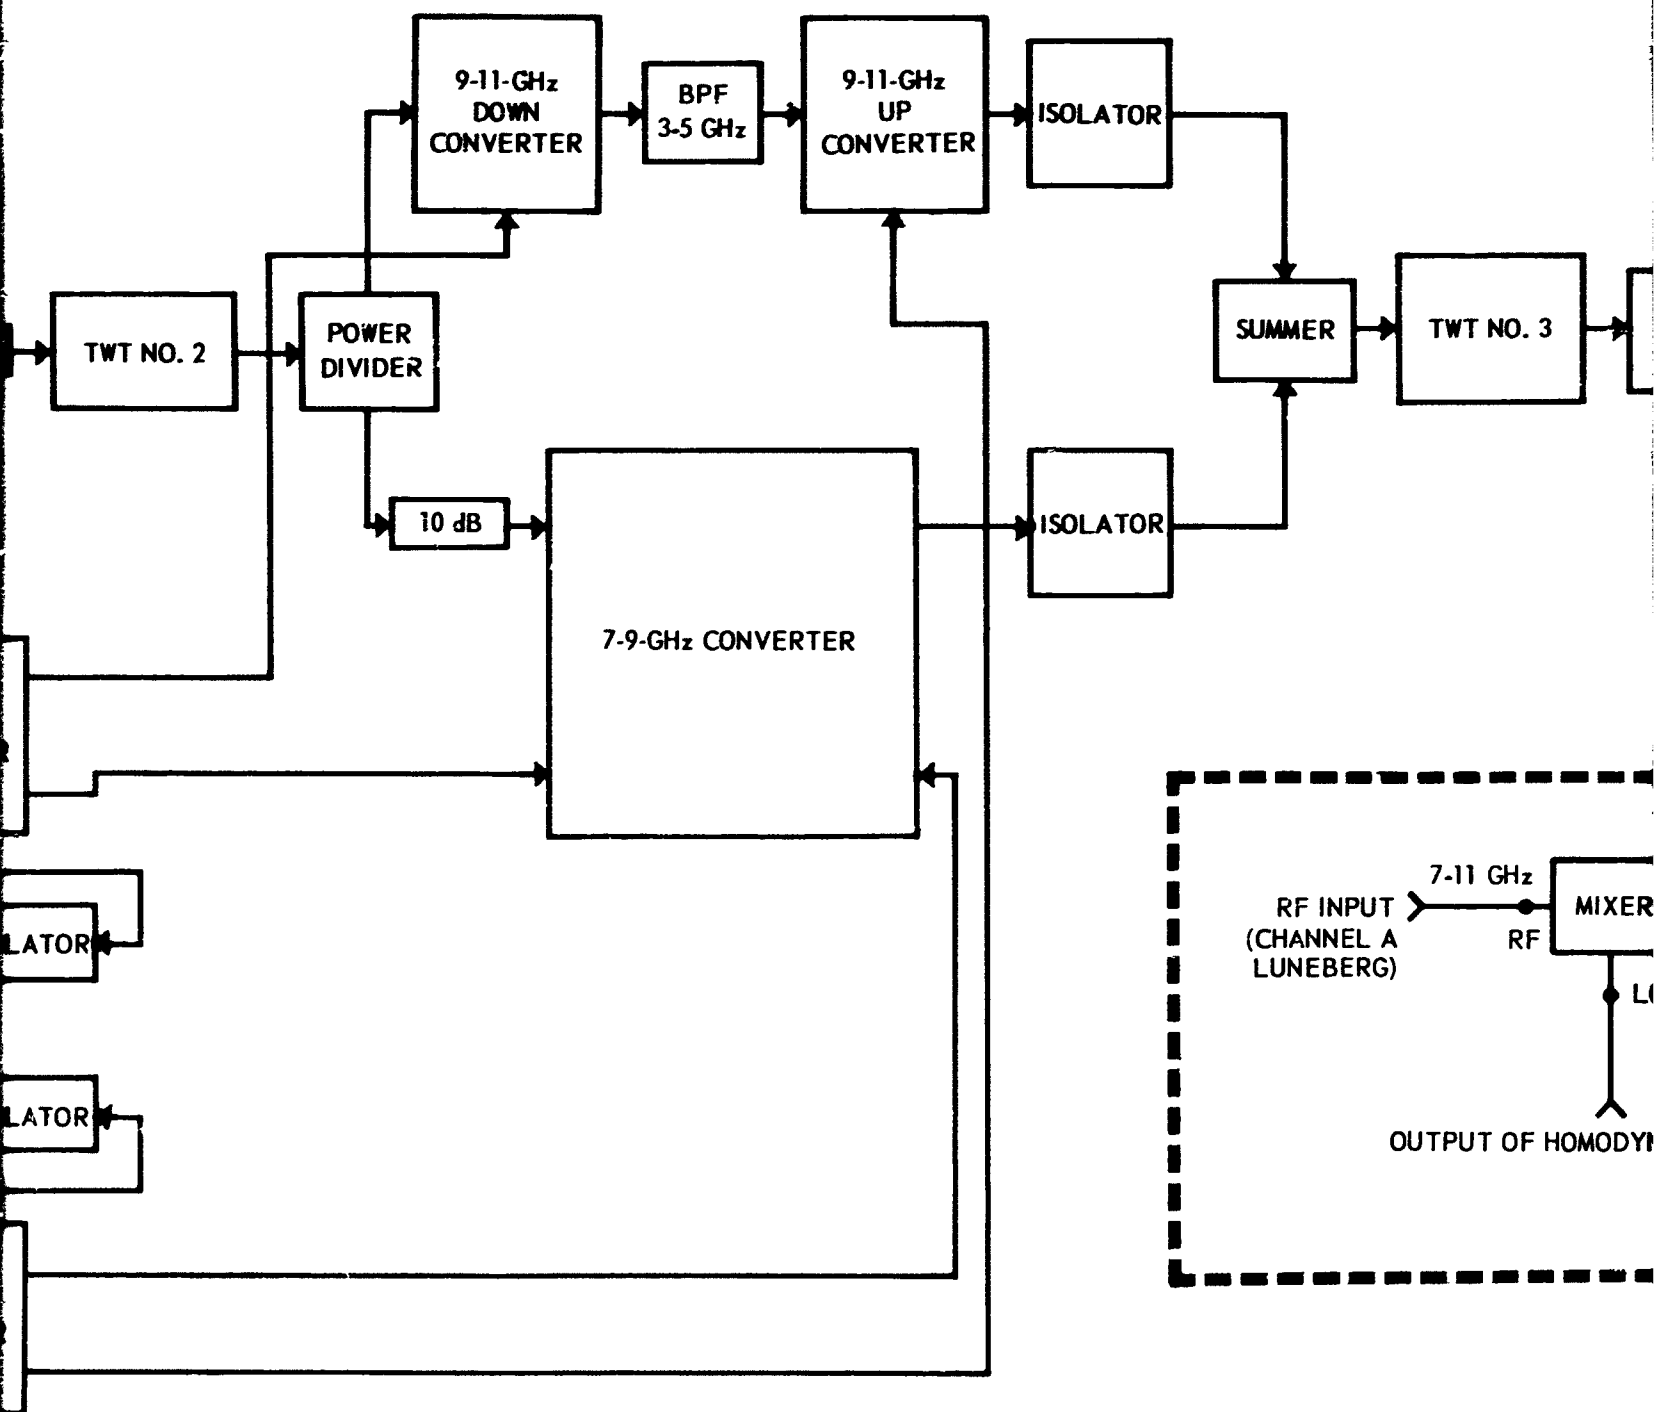 9-11-GHz
DOWN
CONVERTER
BPF
3-5 GHz
9-11-GHz
UP
CONVERTER
ISOLATOR
TWT NO. 2
POWER
DIVIDER
SUMMER
TWT NO. 3
10 dB
ISOLATOR
7-9-GHz CONVERTER
LATOR
LATOR
7-11 GHz
RF INPUT
(CHANNEL A
LUNEBERG)
RF
MIXER
OUTPUT OF